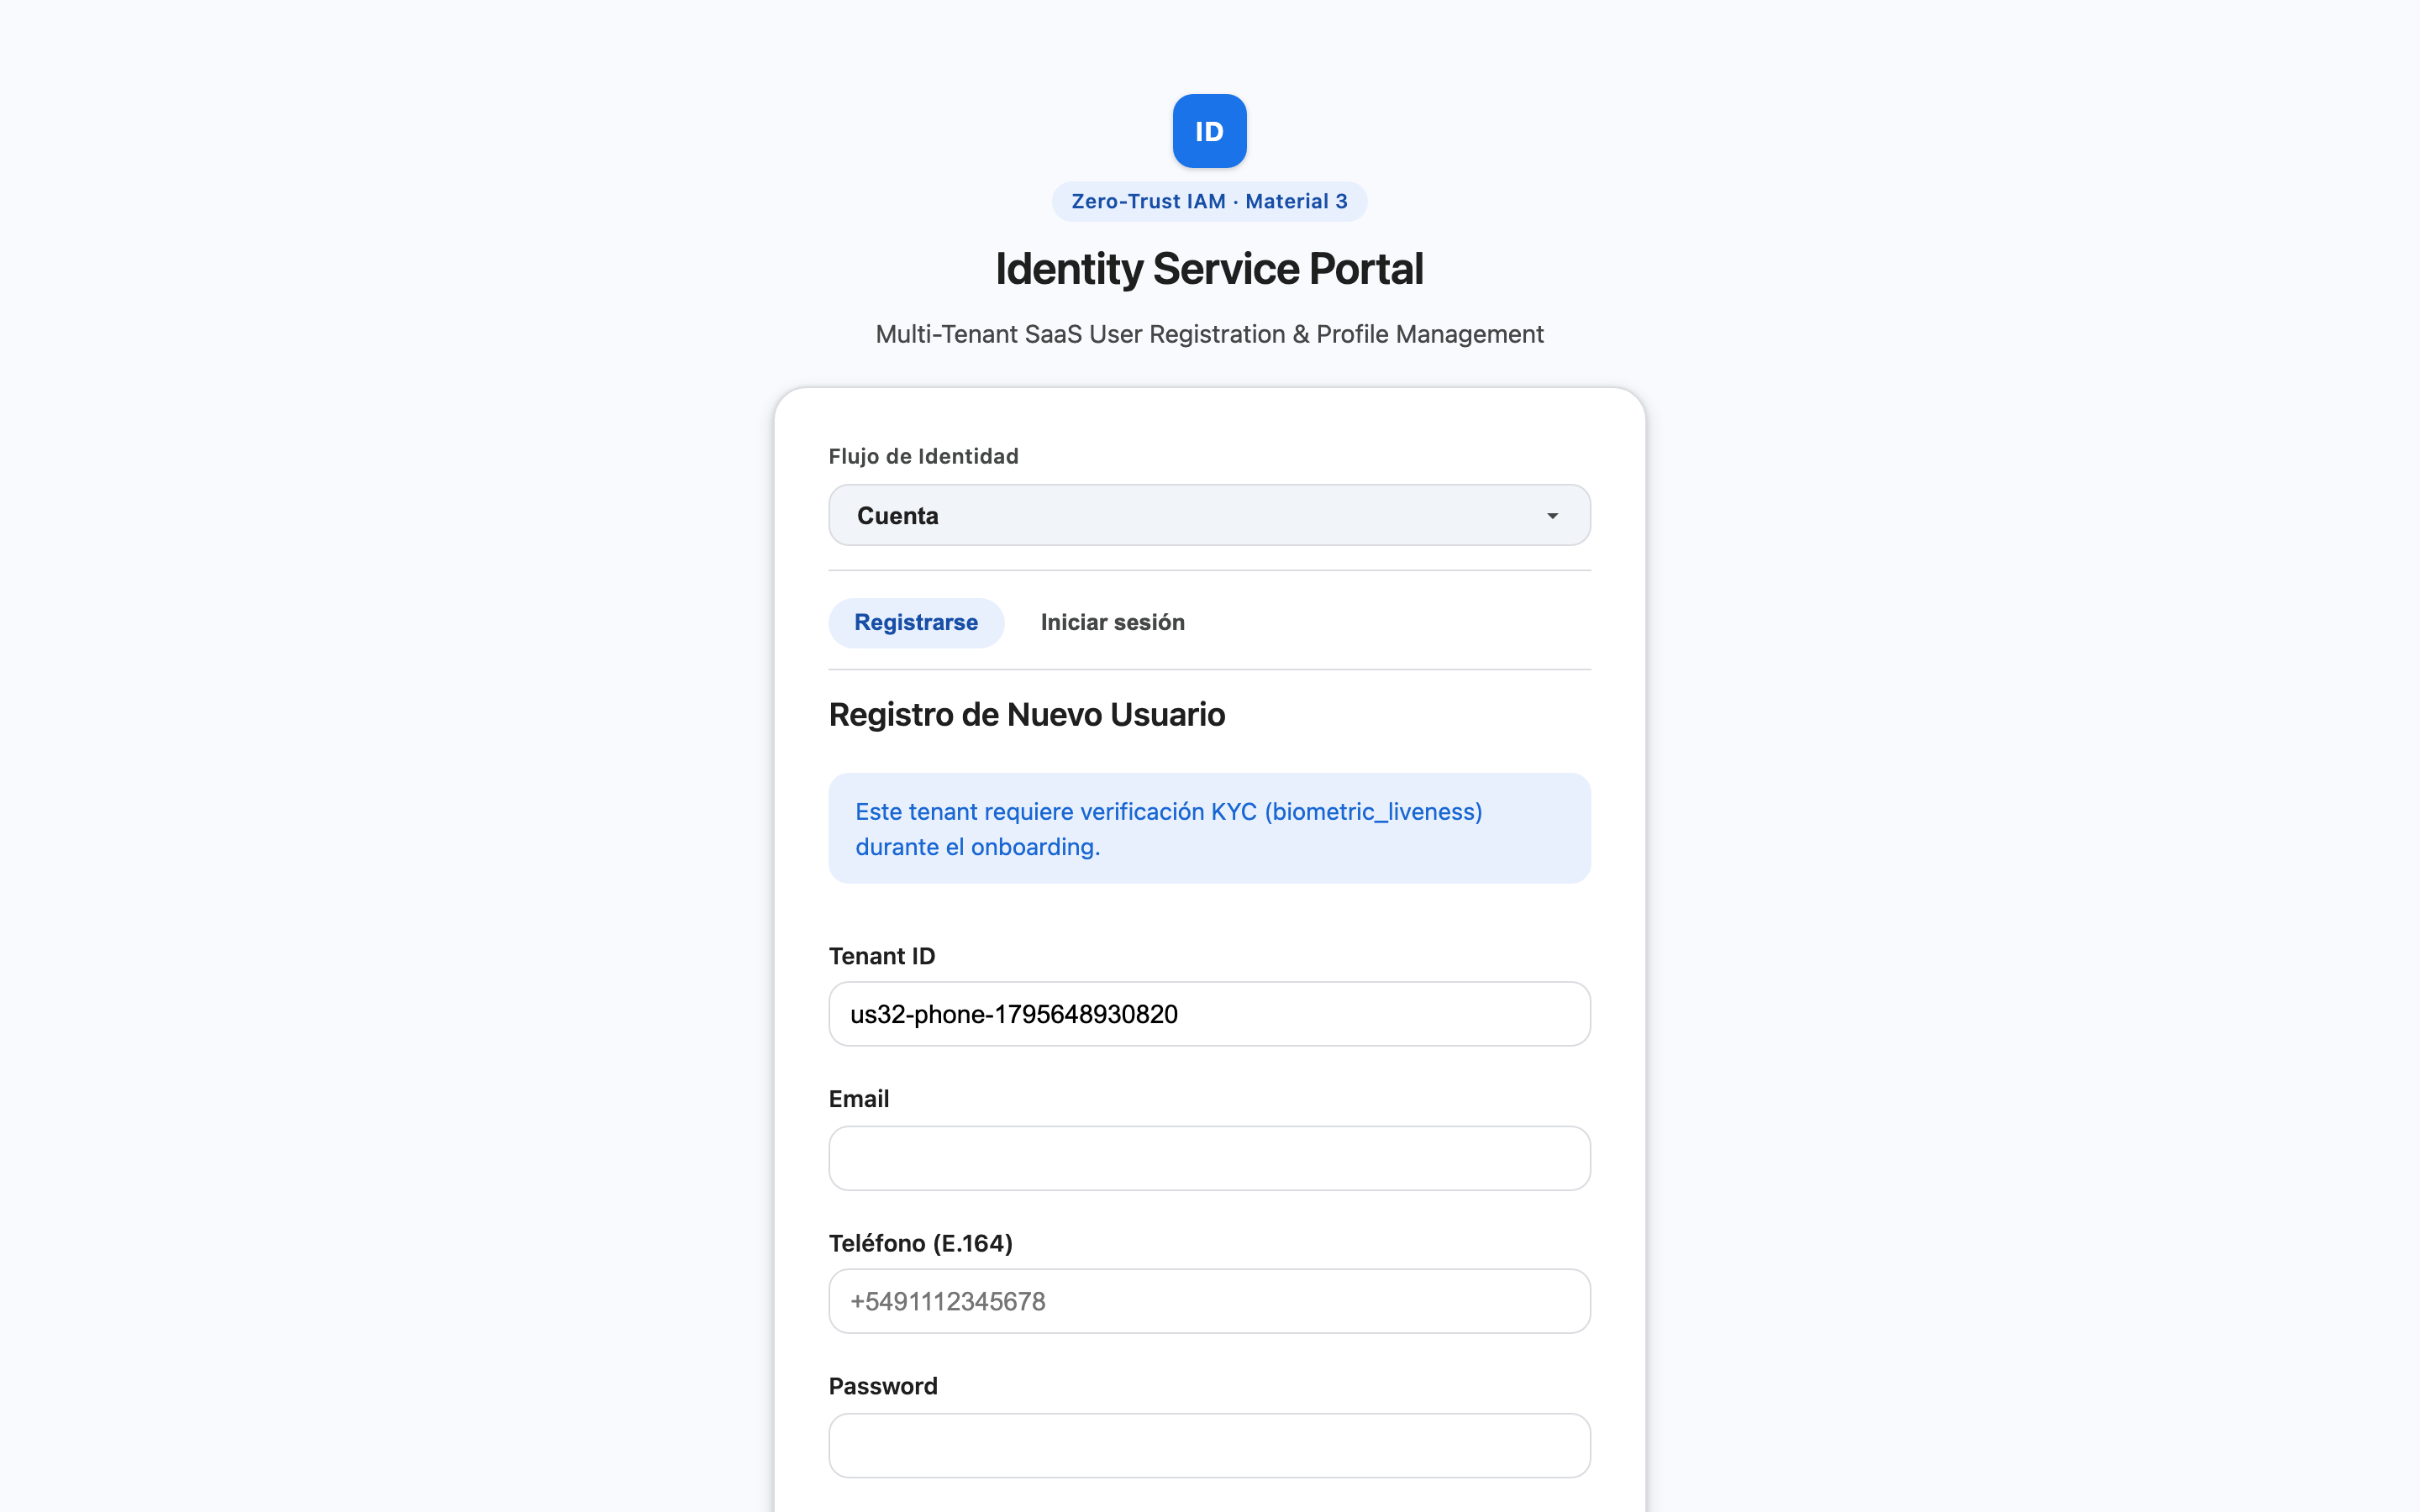 ID
Zero-Trust IAM · Material 3
Identity Service Portal
Multi-Tenant SaaS User Registration & Profile Management
Flujo de Identidad
Cuenta
Registrarse
Iniciar sesión
Registro de Nuevo Usuario
Este tenant requiere verificación KYC (biometric_liveness)
durante el onboarding.
Tenant ID
us32-phone-1795648930820
Email
Teléfono (E.164)
+5491112345678
Password